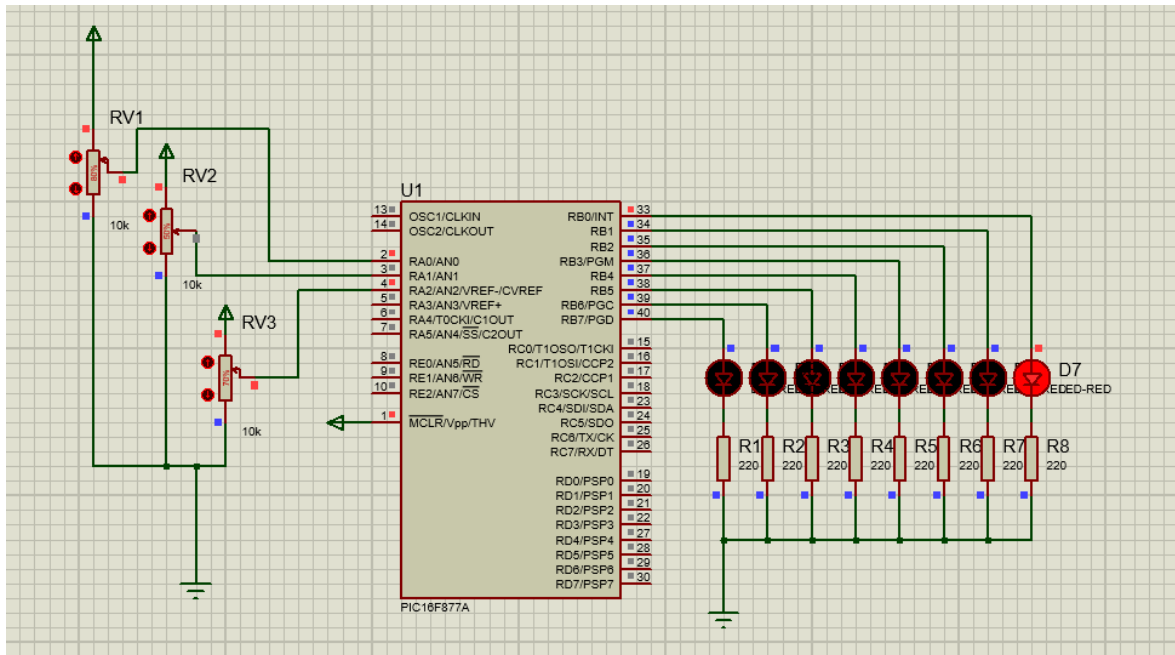 RV1
80%
10k
RV2
50%
10k
RV3
70%
10k
U1
13 OSC1/CLKIN
14 OSC2/CLKOUT
2 RA0/AN0
3 RA1/AN1
4 RA2/AN2/VREF-/CVREF
5 RA3/AN3/VREF+
6 RA4/T0CKI/C1OUT
7 RA5/AN4/SS/C2OUT
8 RE0/AN5/RD
9 RE1/AN6/WR
10 RE2/AN7/CS
1 MCLR/Vpp/THV
RB0/INT 33
RB1 34
RB2 35
RB3/PGM 36
RB4 37
RB5 38
RB6/PGC 39
RB7/PGD 40
RC0/T1OSO/T1CKI 15
RC1/T1OSI/CCP2 16
RC2/CCP1 17
RC3/SCK/SCL 18
RC4/SDI/SDA 23
RC5/SDO 24
RC6/TX/CK 25
RC7/RX/DT 26
RD0/PSP0 19
RD1/PSP1 20
RD2/PSP2 21
RD3/PSP3 22
RD4/PSP4 27
RD5/PSP5 28
RD6/PSP6 29
RD7/PSP7 30
PIC16F877A
D7
R1 R2 R3 R4 R5 R6 R7 R8
220 220 220 220 220 220 220 220